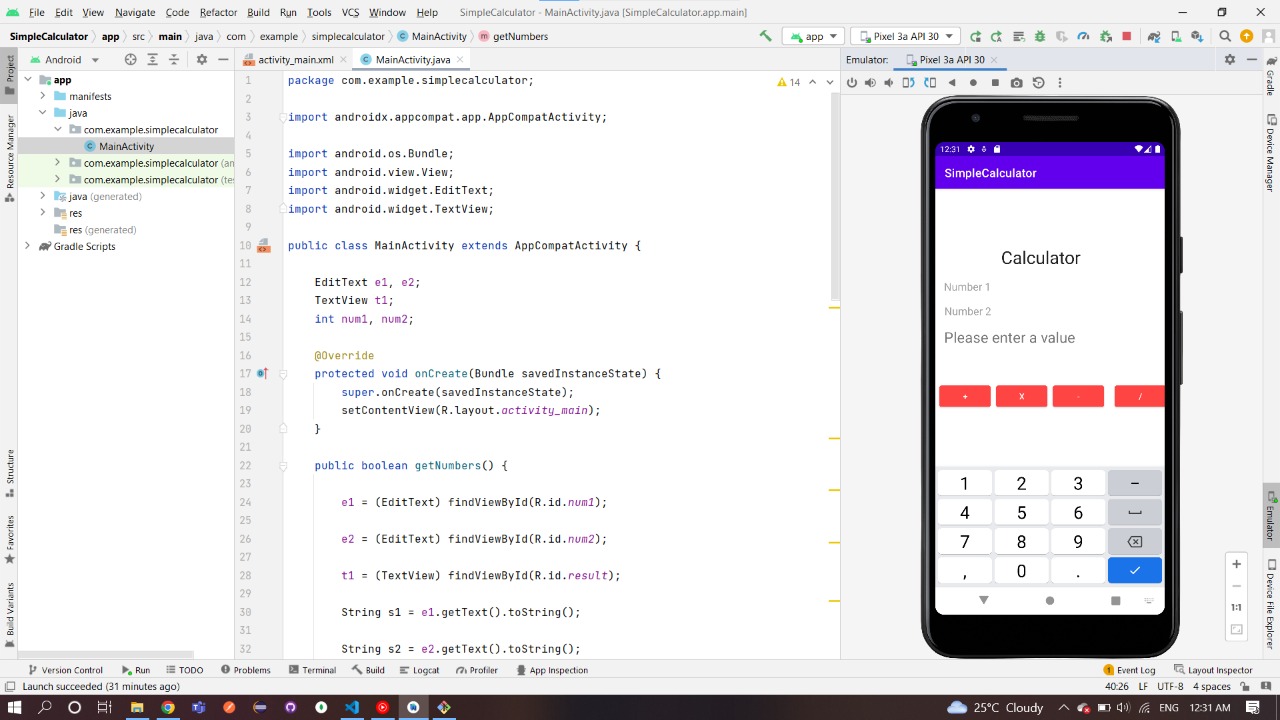 File Edit View Navigate Code Refactor Build Run Tools VCS Window Help SimpleCalculator - MainActivity.java [SimpleCalculator.app.main]
SimpleCalculator app src main java com example simplecalculator MainActivity getNumbers app Pixel 3a API 30
Project
Resource Manager
Structure
Favorites
Build Variants
Android
app
manifests
java
com.example.simplecalculator
MainActivity
com.example.simplecalculator (an
com.example.simplecalculator (te
java (generated)
res
res (generated)
Gradle Scripts
activity_main.xml MainActivity.java
14
1 package com.example.simplecalculator;
2
3 import androidx.appcompat.app.AppCompatActivity;
4
5 import android.os.Bundle;
6 import android.view.View;
7 import android.widget.EditText;
8 import android.widget.TextView;
9
10 public class MainActivity extends AppCompatActivity {
11
12 EditText e1, e2;
13 TextView t1;
14 int num1, num2;
15
16 @Override
17 protected void onCreate(Bundle savedInstanceState) {
18 super.onCreate(savedInstanceState);
19 setContentView(R.layout.activity_main);
20 }
21
22 public boolean getNumbers() {
23
24 e1 = (EditText) findViewById(R.id.num1);
25
26 e2 = (EditText) findViewById(R.id.num2);
27
28 t1 = (TextView) findViewById(R.id.result);
29
30 String s1 = e1.getText().toString();
31
32 String s2 = e2.getText().toString();
Emulator: Pixel 3a API 30
12:31
SimpleCalculator
Calculator
Number 1
Number 2
Please enter a value
+ X - /
1 2 3 −
4 5 6
7 8 9
, 0 .
1:1
Gradle
Device Manager
Emulator
Device File Explorer
Version Control Run TODO Problems Terminal Build Logcat Profiler App Inspection 1 Event Log Layout Inspector
Launch succeeded (31 minutes ago) 40:26 LF UTF-8 4 spaces
25°C Cloudy ENG 12:31 AM